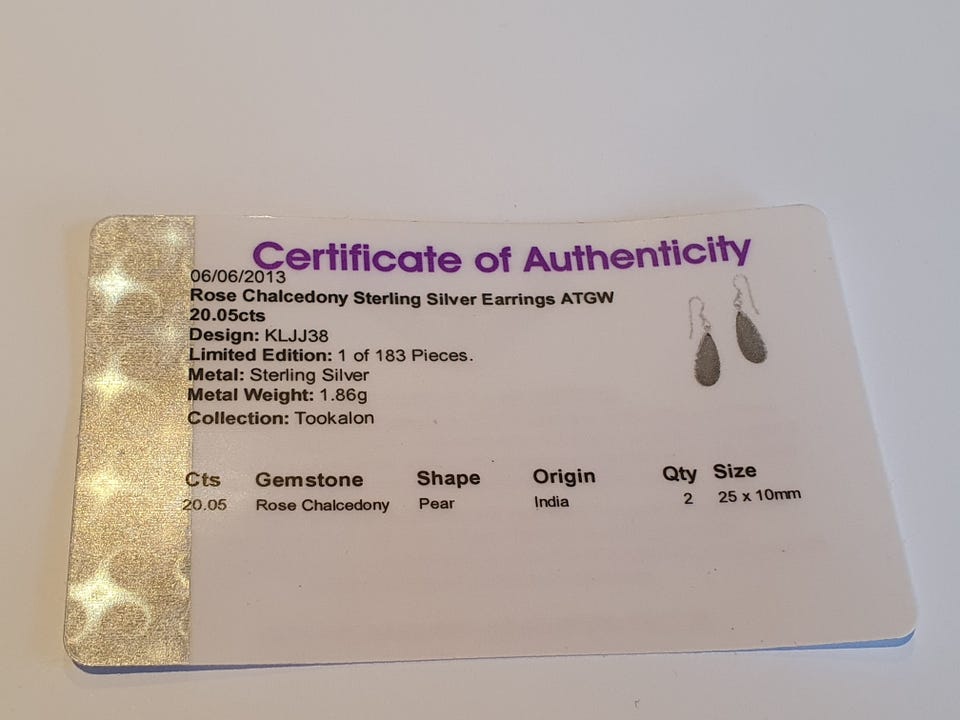 Certificate of Authenticity
06/06/2013
Rose Chalcedony Sterling Silver Earrings ATGW
20.05cts
Design: KLJJ38
Limited Edition: 1 of 183 Pieces.
Metal: Sterling Silver
Metal Weight: 1.86g
Collection: Tookalon
Cts Gemstone Shape Origin Qty Size
20.05 Rose Chalcedony Pear India 2 25 x 10mm